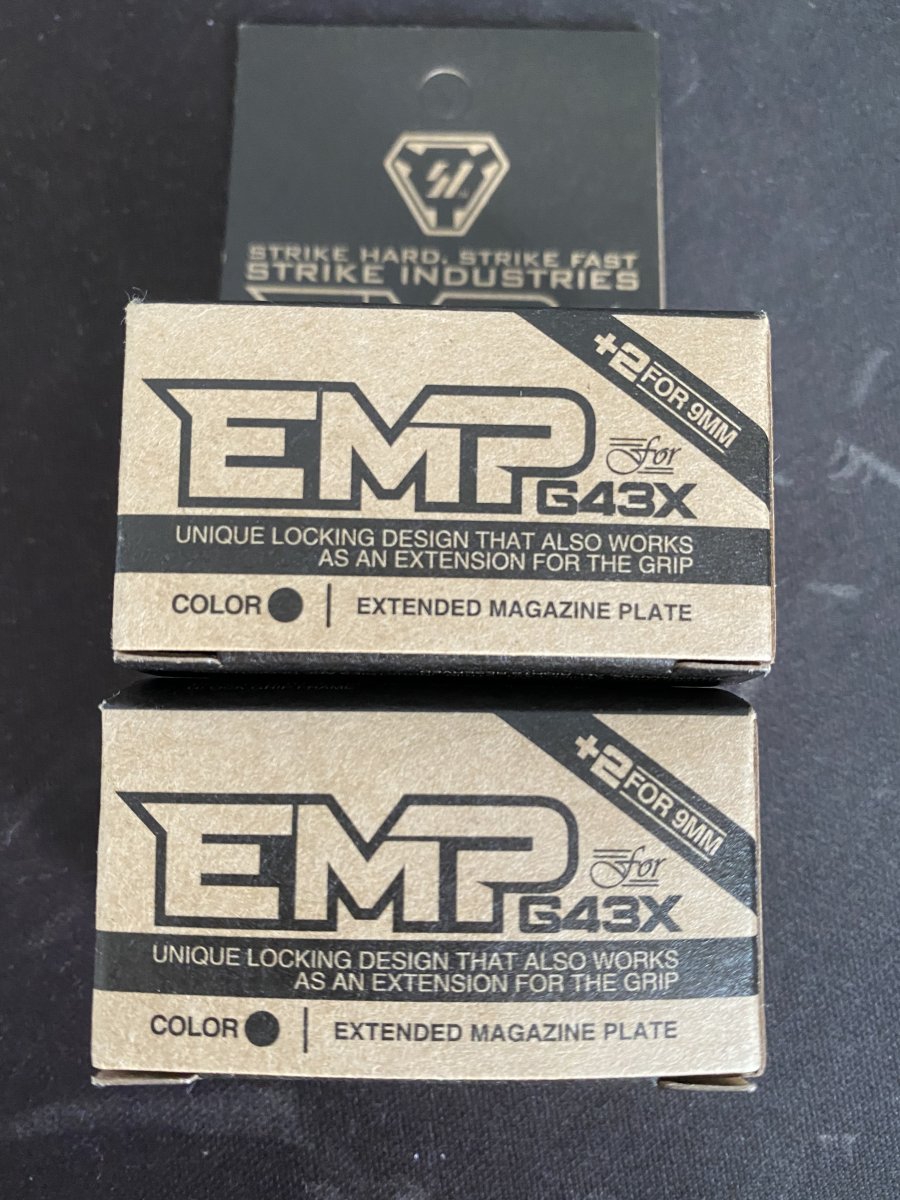 STRIKE HARD, STRIKE FAST
STRIKE INDUSTRIES
+2 FOR 9MM
EMP for
G43X
UNIQUE LOCKING DESIGN THAT ALSO WORKS
AS AN EXTENSION FOR THE GRIP
COLOR | EXTENDED MAGAZINE PLATE
+2 FOR 9MM
EMP for
G43X
UNIQUE LOCKING DESIGN THAT ALSO WORKS
AS AN EXTENSION FOR THE GRIP
COLOR | EXTENDED MAGAZINE PLATE